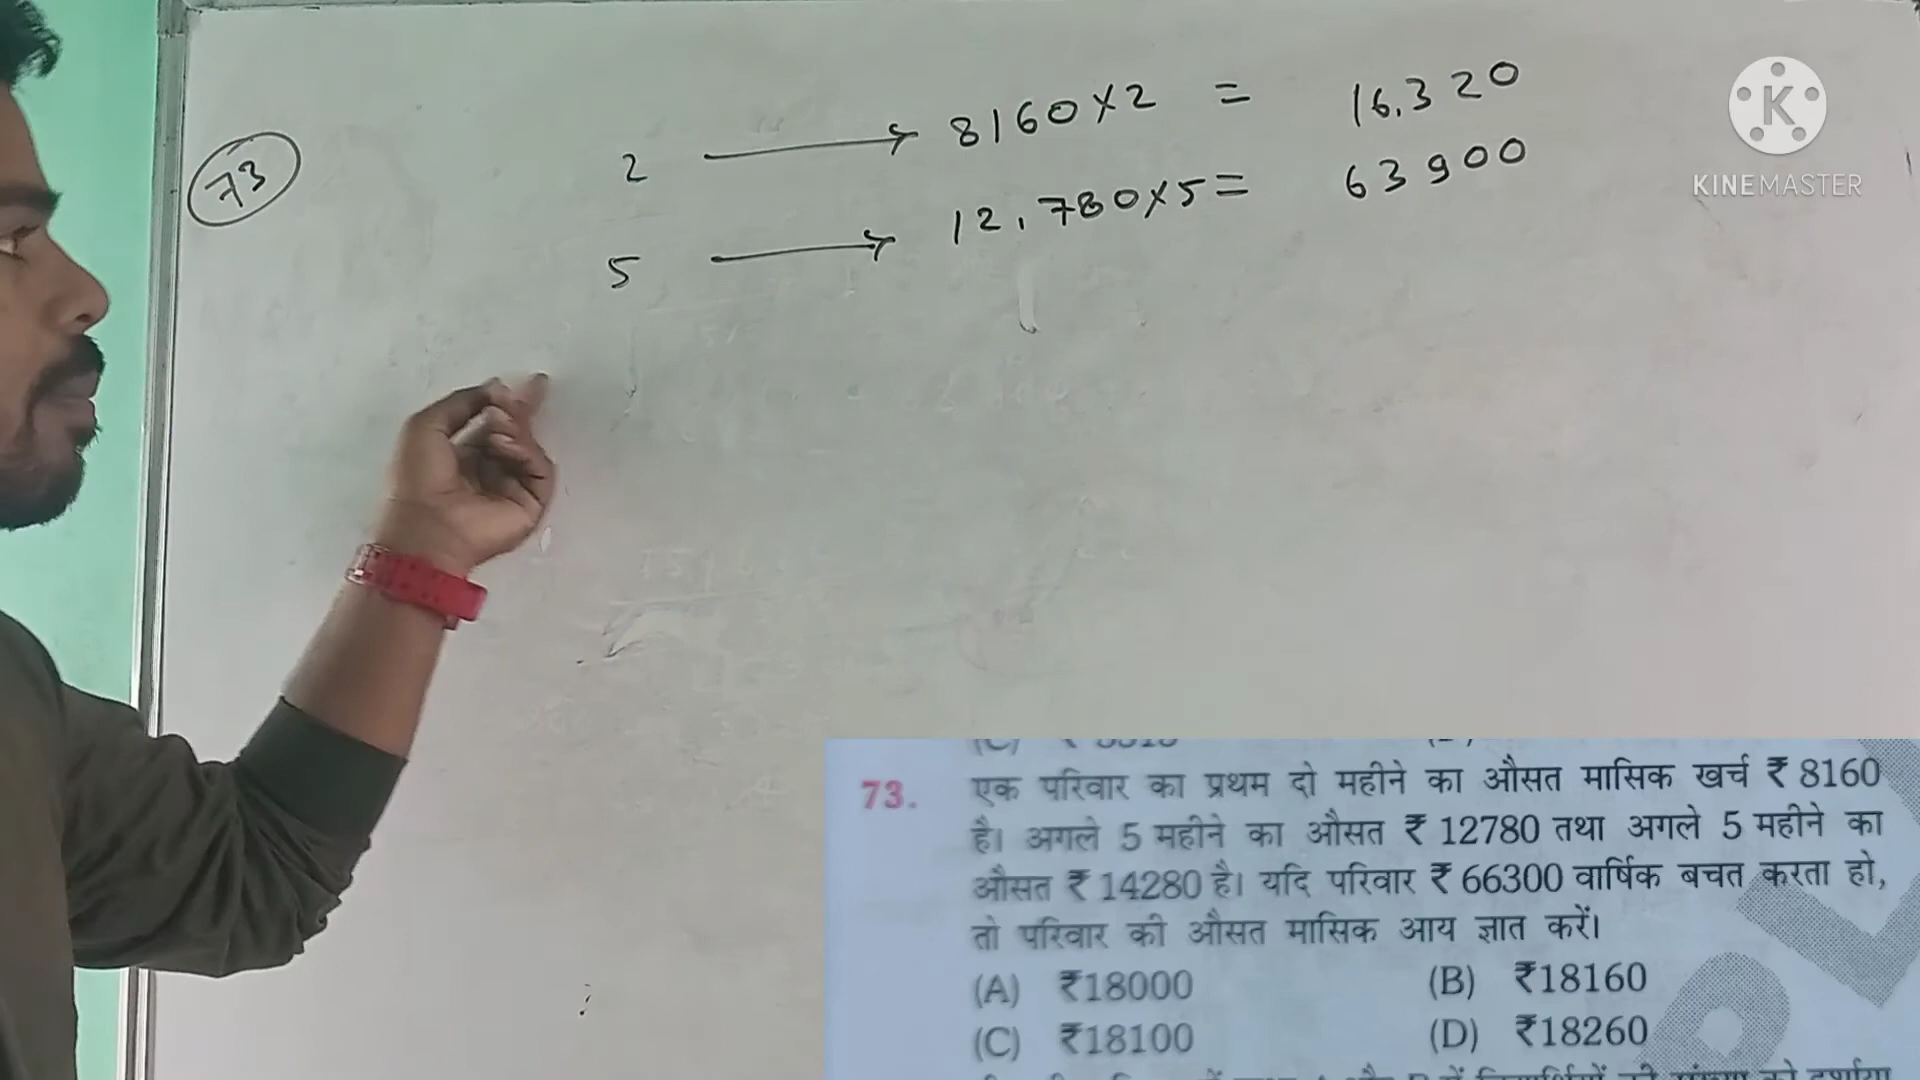 73
2 → 8160×2 = 16,320
5 → 12,780×5= 63900
KINEMASTER
73. एक परिवार का प्रथम दो महीने का औसत मासिक खर्च ₹ 8160
है। अगले 5 महीने का औसत ₹ 12780 तथा अगले 5 महीने का
औसत ₹ 14280 है। यदि परिवार ₹ 66300 वार्षिक बचत करता हो,
तो परिवार की औसत मासिक आय ज्ञात करें।
(A) ₹18000 (B) ₹18160
(C) ₹18100 (D) ₹18260